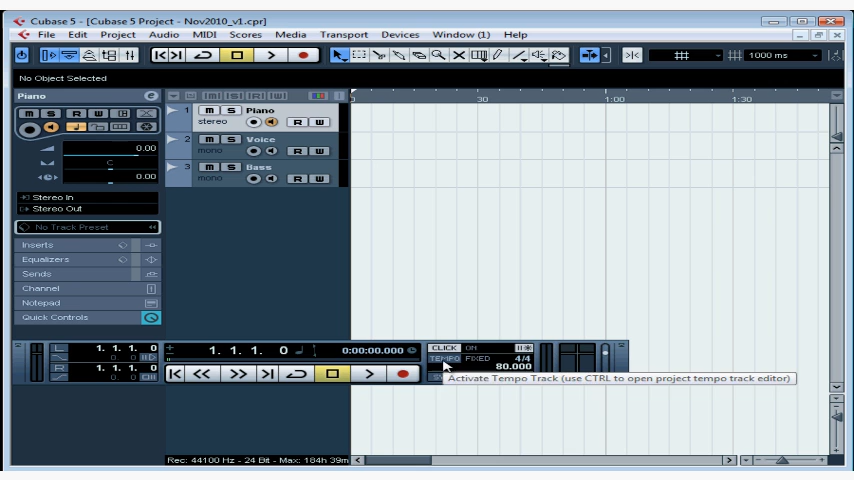 Cubase 5 - [Cubase 5 Project - Nov2010_v1.cpr]
File Edit Project Audio MIDI Scores Media Transport Devices Window (1) Help
1000 ms
No Object Selected
Piano
m S R W
0.00
C
0.00
Stereo In
Stereo Out
No Track Preset
Inserts
Equalizers
Sends
Channel
Notepad
Quick Controls
1 m S Piano
stereo R W
2 m S Voice
mono R W
3 m S Bass
mono R W
30 1:00 1:30
L 1. 1. 1. 0
0. 0
R 1. 1. 1. 0
0. 0
1. 1. 1. 0
0:00:00.000
CLICK ON
TEMPO FIXED 4/4
80.000
Activate Tempo Track (use CTRL to open project tempo track editor)
Rec: 44100 Hz - 24 Bit - Max: 184h 39m